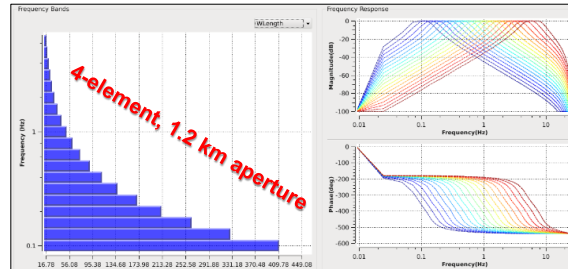 Frequency Bands
WLength
4-element, 1.2 km aperture
Frequency (Hz)
1
0.1
16.78 56.08 95.38 134.68 173.98 213.28 252.58 291.88 331.18 370.48 409.78 449.08
Frequency Response
Magnitude(dB)
0
-20
-40
-60
-80
-100
0.01 0.1 1 10
Frequency(Hz)
Phase(deg)
0
-100
-200
-300
-400
-500
-600
0.01 0.1 1 10
Frequency(Hz)